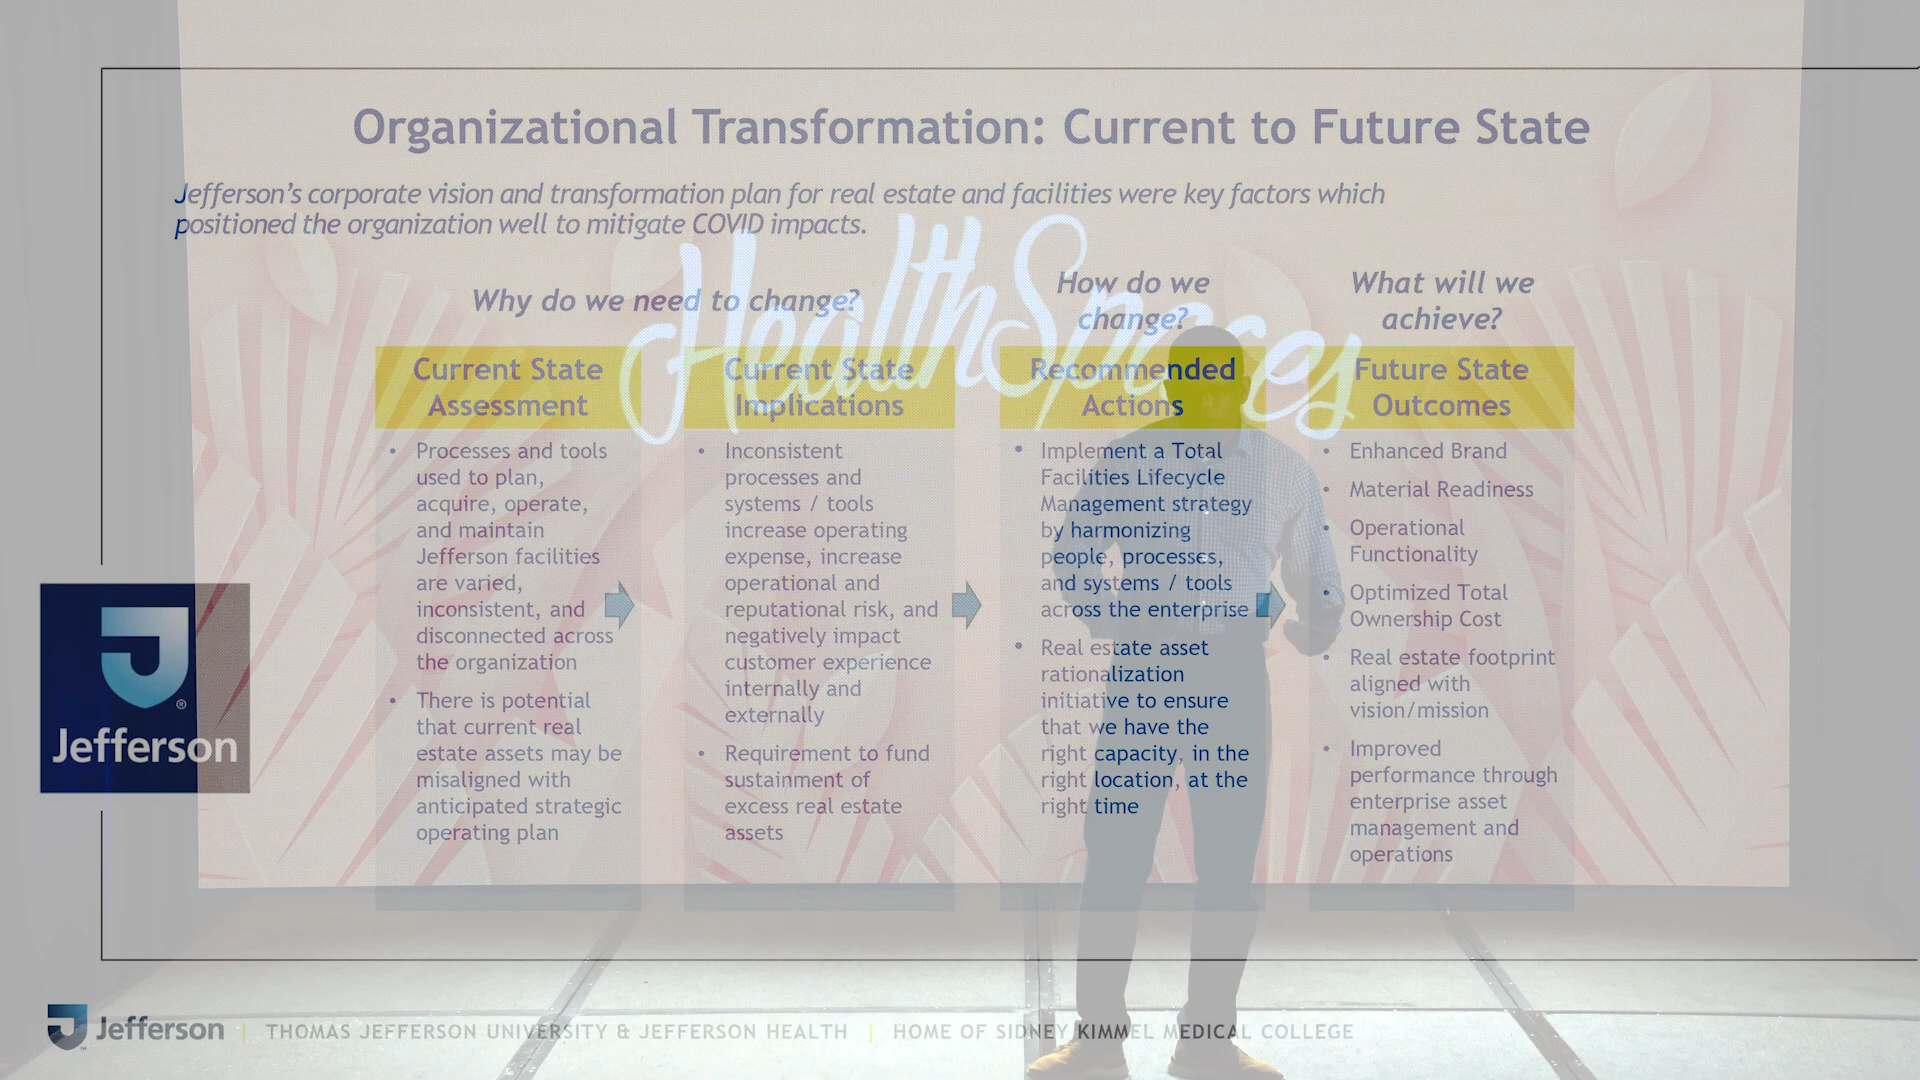 Organizational Transformation: Current to Future State
Jefferson's corporate vision and transformation plan for real estate and facilities were key factors which
positioned the organization well to mitigate COVID impacts.
HealthSpaces
Why do we need to change?
How do we
change?
What will we
achieve?
Current State
Assessment
• Processes and tools
used to plan,
acquire, operate,
and maintain
Jefferson facilities
are varied,
inconsistent, and
disconnected across
the organization
• There is potential
that current real
estate assets may be
misaligned with
anticipated strategic
operating plan
Current State
Implications
• Inconsistent
processes and
systems / tools
increase operating
expense, increase
operational and
reputational risk, and
negatively impact
customer experience
internally and
externally
• Requirement to fund
sustainment of
excess real estate
assets
Recommended
Actions
• Implement a Total
Facilities Lifecycle
Management strategy
by harmonizing
people, processes,
and systems / tools
across the enterprise
• Real estate asset
rationalization
initiative to ensure
that we have the
right capacity, in the
right location, at the
right time
Future State
Outcomes
• Enhanced Brand
• Material Readiness
• Operational
Functionality
• Optimized Total
Ownership Cost
• Real estate footprint
aligned with
vision/mission
• Improved
performance through
enterprise asset
management and
operations
®
Jefferson
Jefferson | THOMAS JEFFERSON UNIVERSITY & JEFFERSON HEALTH | HOME OF SIDNEY KIMMEL MEDICAL COLLEGE